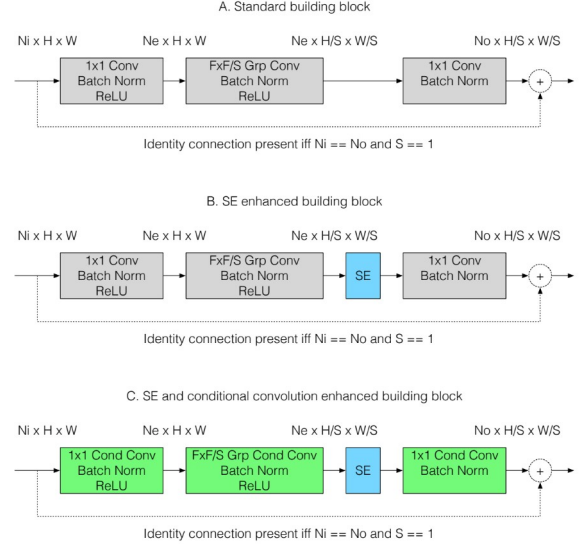 A. Standard building block
Ni x H x W Ne x H x W Ne x H/S x W/S No x H/S x W/S
1x1 Conv FxF/S Grp Conv 1x1 Conv
Batch Norm Batch Norm Batch Norm +
ReLU ReLU
Identity connection present iff Ni == No and S == 1
B. SE enhanced building block
Ni x H x W Ne x H x W Ne x H/S x W/S No x H/S x W/S
1x1 Conv FxF/S Grp Conv 1x1 Conv
Batch Norm Batch Norm SE Batch Norm +
ReLU ReLU
Identity connection present iff Ni == No and S == 1
C. SE and conditional convolution enhanced building block
Ni x H x W Ne x H x W Ne x H/S x W/S No x H/S x W/S
1x1 Cond Conv FxF/S Grp Cond Conv 1x1 Cond Conv
Batch Norm Batch Norm SE Batch Norm +
ReLU ReLU
Identity connection present iff Ni == No and S == 1